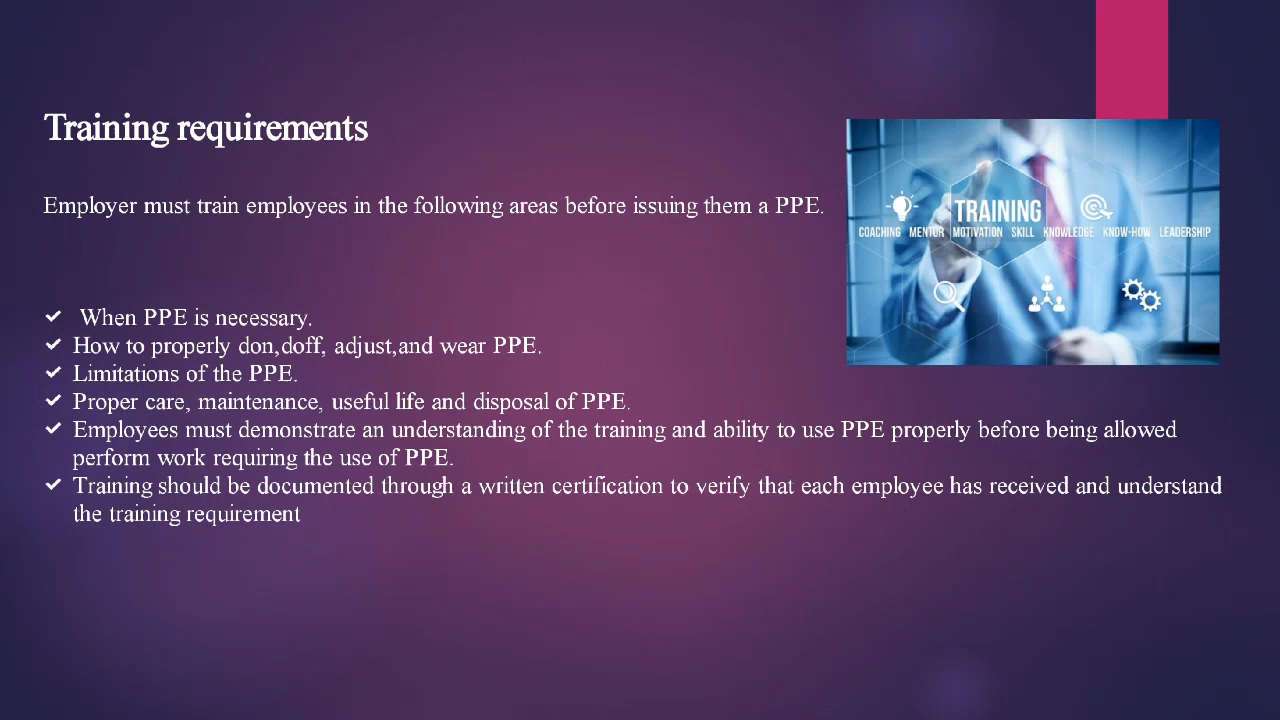 Training requirements
Employer must train employees in the following areas before issuing them a PPE.
TRAINING
COACHING MENTOR MOTIVATION SKILL KNOWLEDGE KNOW-HOW LEADERSHIP
When PPE is necessary.
How to properly don,doff, adjust,and wear PPE.
Limitations of the PPE.
Proper care, maintenance, useful life and disposal of PPE.
Employees must demonstrate an understanding of the training and ability to use PPE properly before being allowed
perform work requiring the use of PPE.
Training should be documented through a written certification to verify that each employee has received and understand
the training requirement